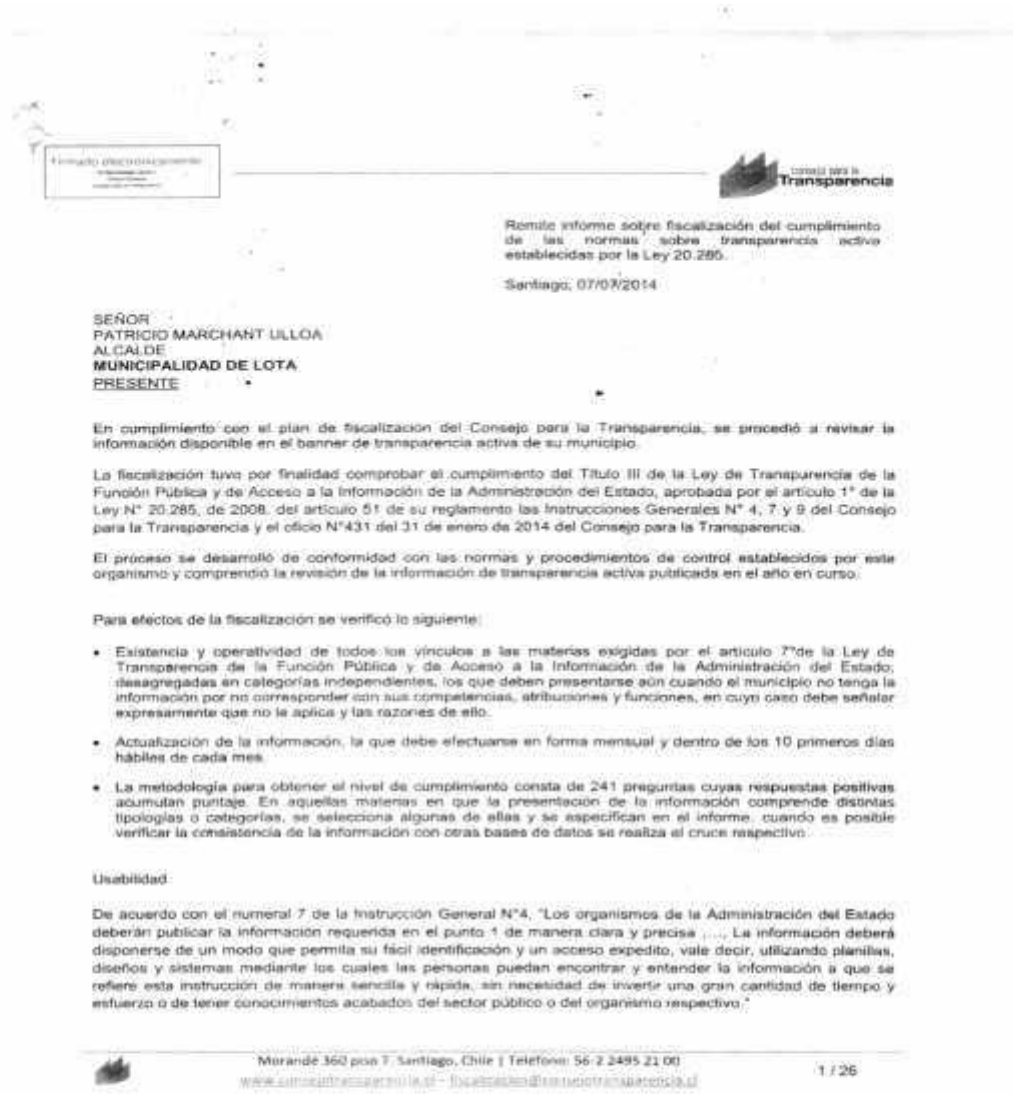 Firmado electrónicamente
consejo para la
Transparencia
Remite informe sobre fiscalización del cumplimiento
de las normas sobre transparencia activa
establecidas por la Ley 20.285.
Santiago, 07/07/2014
SEÑOR
PATRICIO MARCHANT ULLOA
ALCALDE
MUNICIPALIDAD DE LOTA
PRESENTE
En cumplimiento con el plan de fiscalización del Consejo para la Transparencia, se procedió a revisar la
información disponible en el banner de transparencia activa de su municipio.
La fiscalización tuvo por finalidad comprobar el cumplimiento del Título III de la Ley de Transparencia de la
Función Pública y de Acceso a la Información de la Administración del Estado, aprobada por el artículo 1° de la
Ley N° 20.285, de 2008, del artículo 51 de su reglamento las Instrucciones Generales N° 4, 7 y 9 del Consejo
para la Transparencia y el oficio N°431 del 31 de enero de 2014 del Consejo para la Transparencia.
El proceso se desarrolló de conformidad con las normas y procedimientos de control establecidos por este
organismo y comprendió la revisión de la información de transparencia activa publicada en el año en curso.
Para efectos de la fiscalización se verificó lo siguiente:
• Existencia y operatividad de todos los vínculos a las materias exigidas por el artículo 7°de la Ley de
Transparencia de la Función Pública y de Acceso a la Información de la Administración del Estado;
desagregadas en categorías independientes, los que deben presentarse aún cuando el municipio no tenga la
información por no corresponder con sus competencias, atribuciones y funciones, en cuyo caso debe señalar
expresamente que no le aplica y las razones de ello.
• Actualización de la información, la que debe efectuarse en forma mensual y dentro de los 10 primeros días
hábiles de cada mes.
• La metodología para obtener el nivel de cumplimiento consta de 241 preguntas cuyas respuestas positivas
acumulan puntaje. En aquellas materias en que la presentación de la información comprende distintas
tipologías o categorías, se selecciona algunas de ellas y se especifican en el informe, cuando es posible
verificar la consistencia de la información con otras bases de datos se realiza el cruce respectivo.
Usabilidad
De acuerdo con el numeral 7 de la Instrucción General N°4, "Los organismos de la Administración del Estado
deberán publicar la información requerida en el punto 1 de manera clara y precisa ...., La información deberá
disponerse de un modo que permita su fácil identificación y un acceso expedito, vale decir, utilizando planillas,
diseños y sistemas mediante los cuales las personas puedan encontrar y entender la información a que se
refiere esta instrucción de manera sencilla y rápida, sin necesidad de invertir una gran cantidad de tiempo y
esfuerzo o de tener conocimientos acabados del sector público o del organismo respectivo."
Morandé 360 piso 7. Santiago, Chile | Teléfono: 56-2 2495 21 00
www.consejotransparencia.cl - fiscalizacion@consejotransparencia.cl
1 / 26